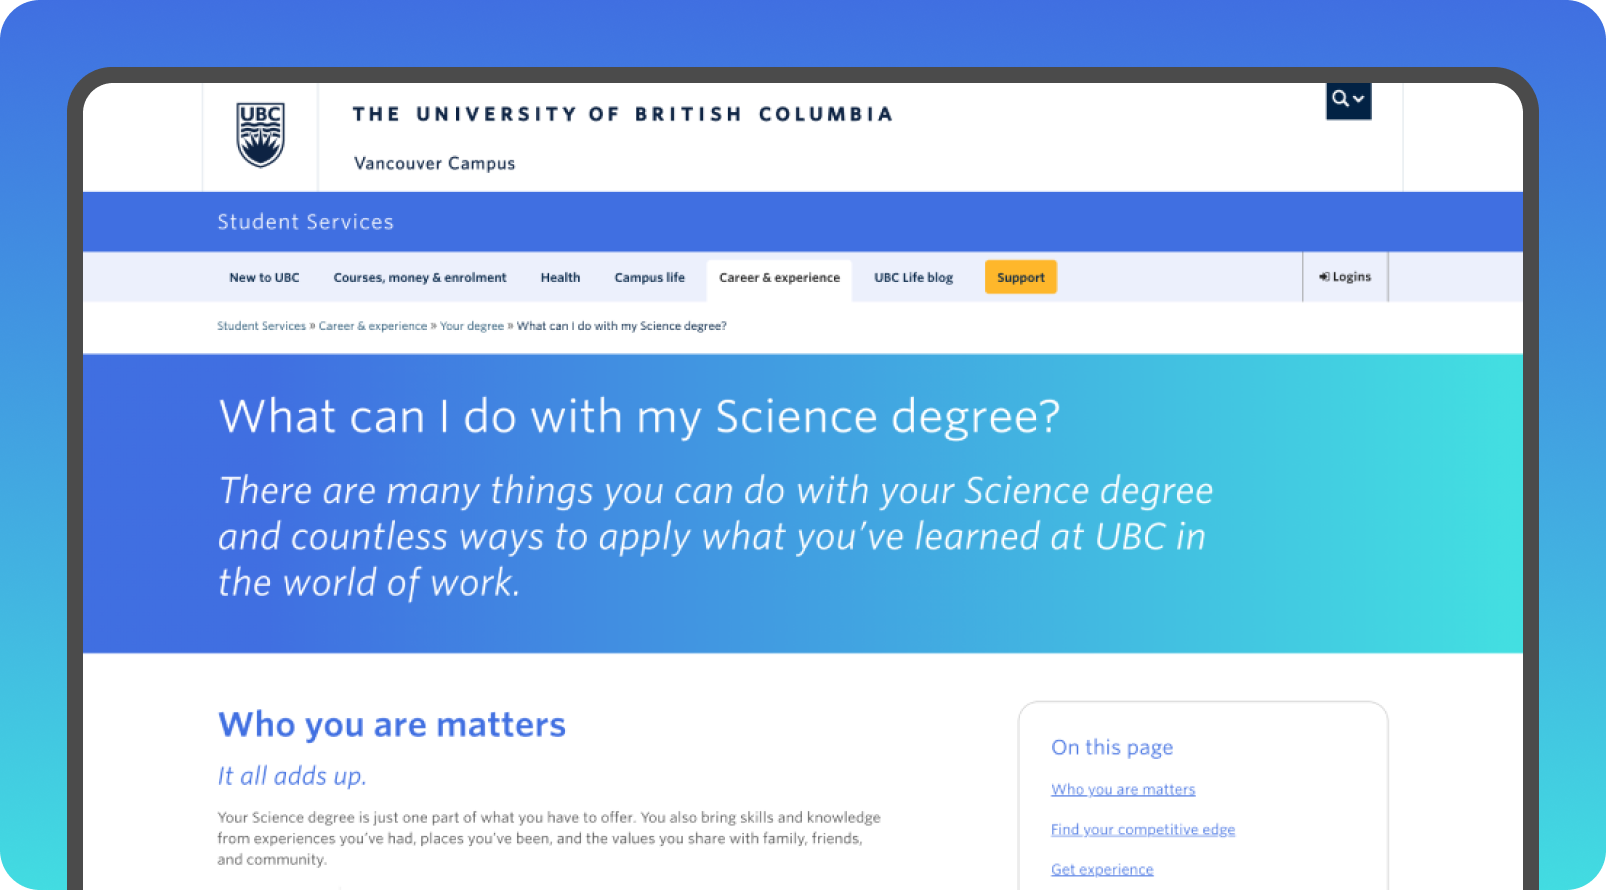 UBC
THE UNIVERSITY OF BRITISH COLUMBIA
Vancouver Campus
Student Services
New to UBC
Courses, money & enrolment
Health
Campus life
Career & experience
UBC Life blog
Support
Logins
Student Services » Career & experience » Your degree » What can I do with my Science degree?
What can I do with my Science degree?
There are many things you can do with your Science degree
and countless ways to apply what you’ve learned at UBC in
the world of work.
Who you are matters
It all adds up.
Your Science degree is just one part of what you have to offer. You also bring skills and knowledge
from experiences you’ve had, places you’ve been, and the values you share with family, friends,
and community.
On this page
Who you are matters
Find your competitive edge
Get experience